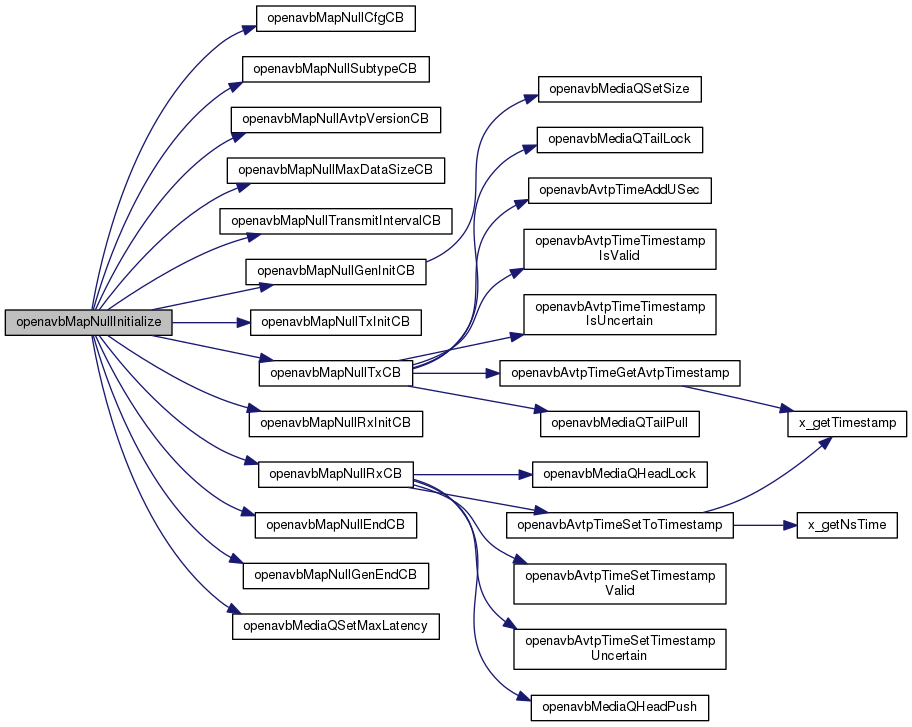 openavbMapNullInitialize
openavbMapNullCfgCB
openavbMapNullSubtypeCB
openavbMapNullAvtpVersionCB
openavbMapNullMaxDataSizeCB
openavbMapNullTransmitIntervalCB
openavbMapNullGenInitCB
openavbMapNullTxInitCB
openavbMapNullTxCB
openavbMapNullRxInitCB
openavbMapNullRxCB
openavbMapNullEndCB
openavbMapNullGenEndCB
openavbMediaQSetMaxLatency
openavbMediaQSetSize
openavbMediaQTailLock
openavbAvtpTimeAddUSec
openavbAvtpTimeTimestamp
IsValid
openavbAvtpTimeTimestamp
IsUncertain
openavbAvtpTimeGetAvtpTimestamp
openavbMediaQTailPull
openavbMediaQHeadLock
openavbAvtpTimeSetToTimestamp
openavbAvtpTimeSetTimestamp
Valid
openavbAvtpTimeSetTimestamp
Uncertain
openavbMediaQHeadPush
x_getTimestamp
x_getNsTime